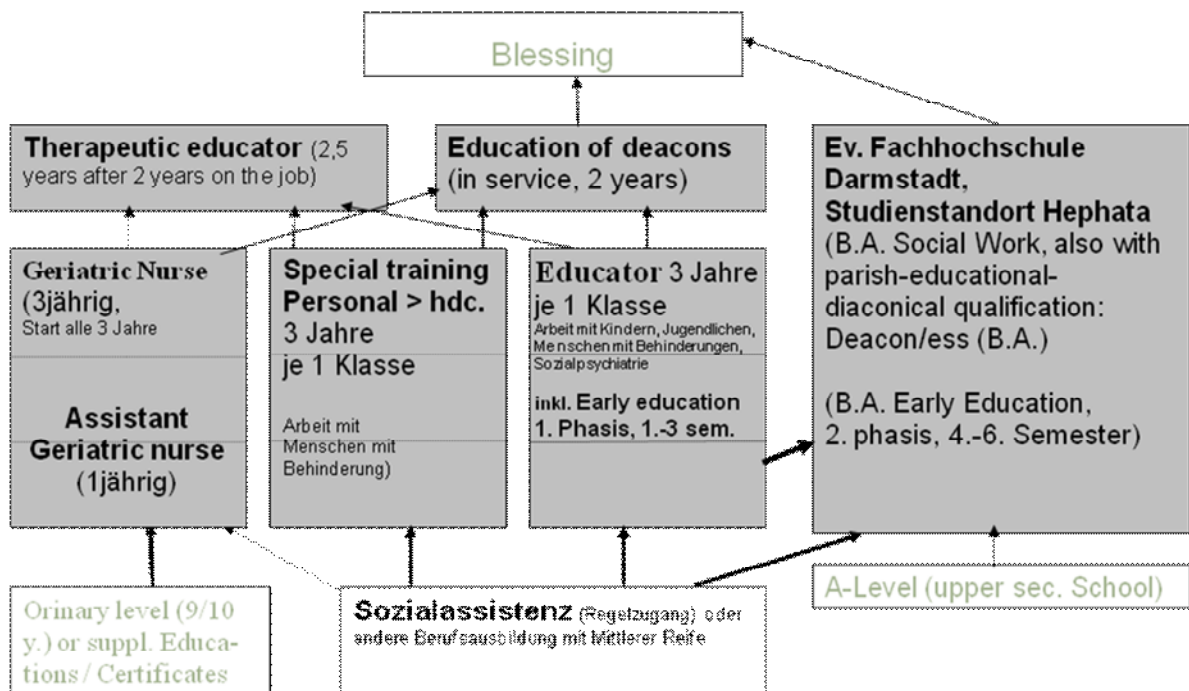 Blessing
Therapeutic educator (2,5
years after 2 years on the job)
Education of deacons
(in service, 2 years)
Ev. Fachhochschule
Darmstadt,
Studienstandort Hephata
(B.A. Social Work, also with
parish-educational-
diaconical qualification:
Deacon/ess (B.A.)
(B.A. Early Education,
2. phasis, 4.-6. Semester)
Geriatric Nurse
(3jährig,
Start alle 3 Jahre
Assistant
Geriatric nurse
(1jährig)
Special training
Personal > hdc.
3 Jahre
je 1 Klasse
Arbeit mit
Menschen mit
Behinderung)
Educator 3 Jahre
je 1 Klasse
Arbeit mit Kindern, Jugendlichen,
Menschen mit Behinderungen,
Sozialpsychiatrie
inkl. Early education
1. Phasis, 1.-3 sem.
Orinary level (9/10
y.) or suppl. Educa-
tions / Certificates
Sozialassistenz (Regelzugang) oder
andere Berufsausbildung mit Mittlerer Reife
A-Level (upper sec. School)